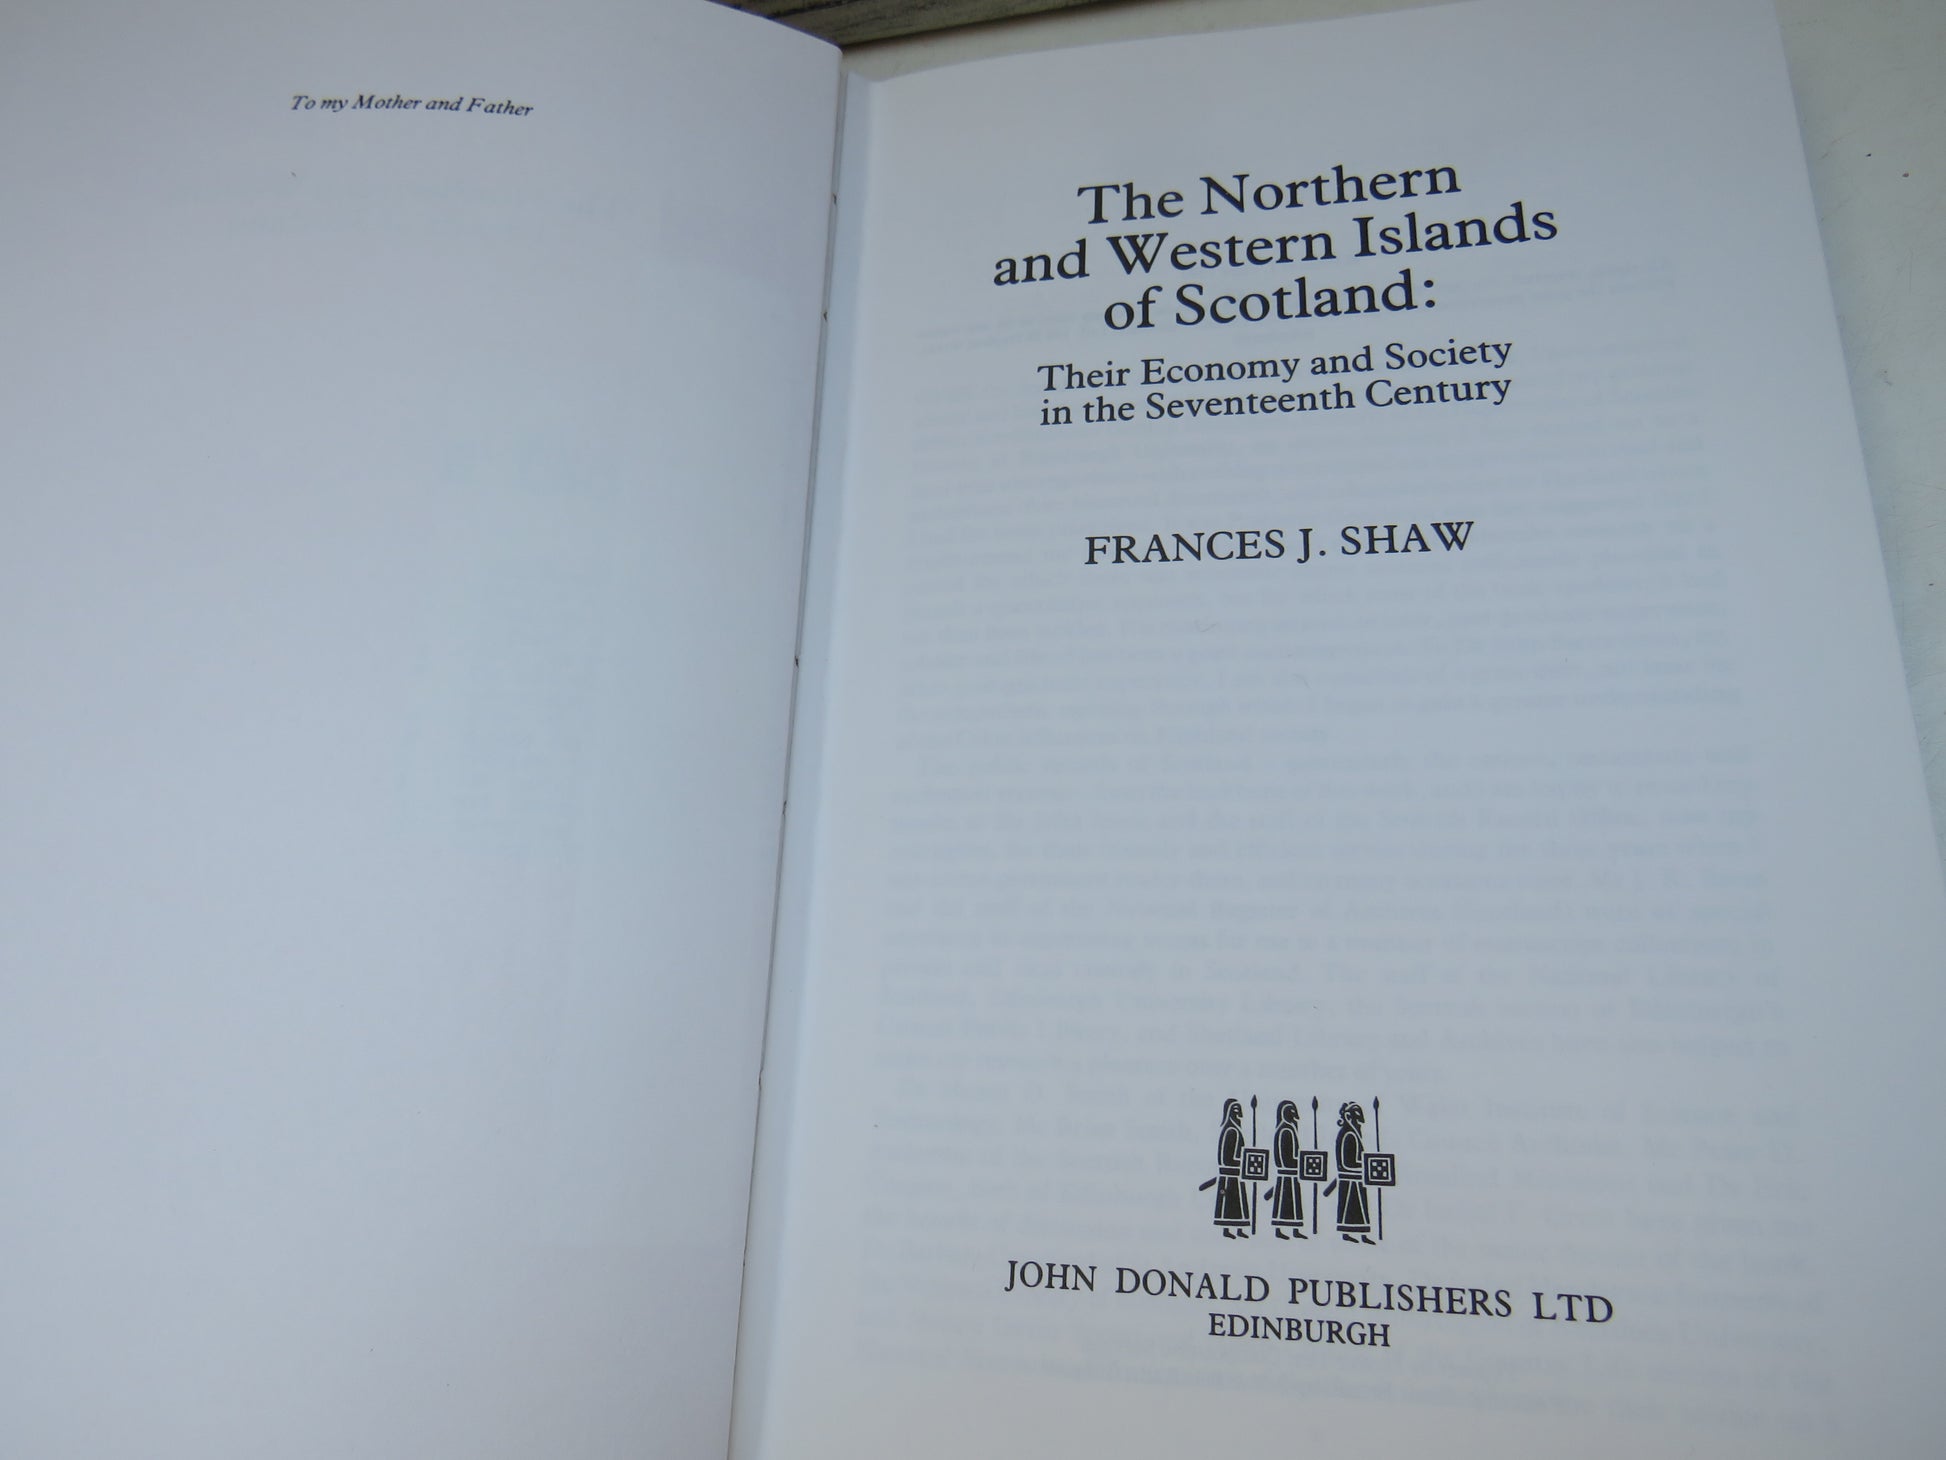 To my Mother and Father
The Northern
and Western Islands
of Scotland:
Their Economy and Society
in the Seventeenth Century
FRANCES J. SHAW
JOHN DONALD PUBLISHERS LTD
EDINBURGH